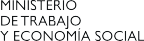 MINISTERIO
DE TRABAJO
Y ECONOMÍA SOCIAL